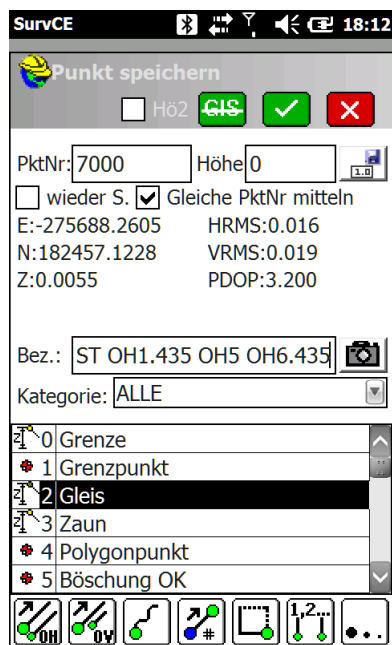 SurvCE 18:12
Punkt speichern
Hö2 GIS
PktNr: 7000 Höhe 0
1.0
wieder S. Gleiche PktNr mitteln
E:-275688.2605 HRMS:0.016
N:182457.1228 VRMS:0.019
Z:0.0055 PDOP:3.200
Bez.: ST OH1.435 OH5 OH6.435
Kategorie: ALLE
0 Grenze
1 Grenzpunkt
2 Gleis
3 Zaun
4 Polygonpunkt
5 Böschung OK
OH OV # 1,2...